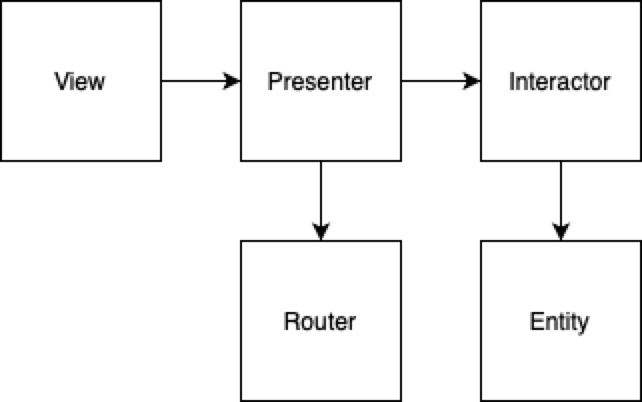 View
Presenter
Interactor
Router
Entity